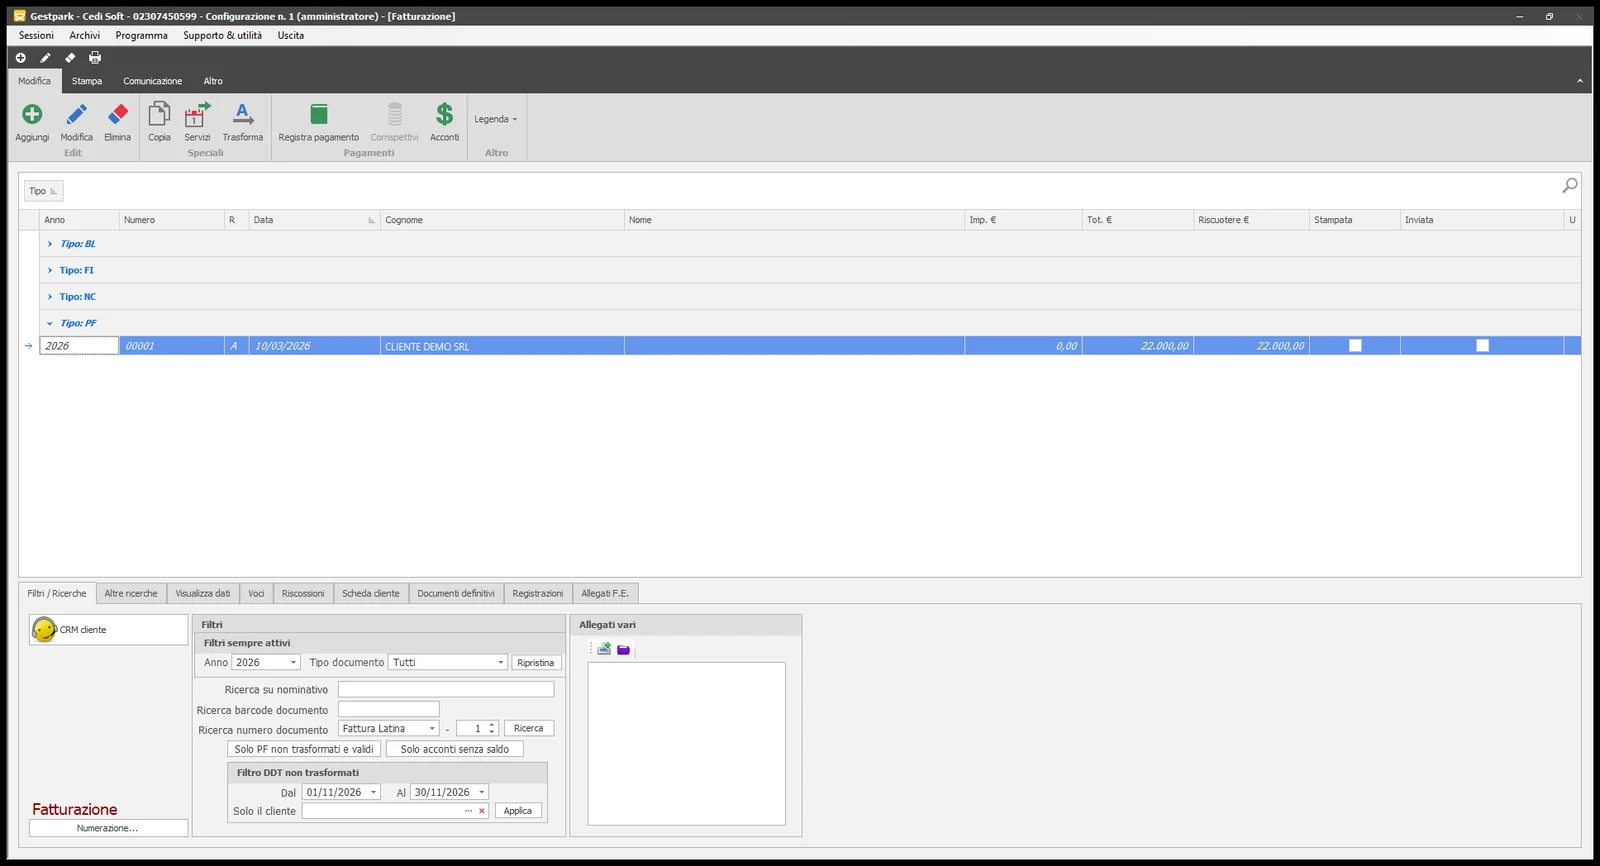 Gestpark - Cedi Soft - 02307450599 - Configurazione n. 1 (amministratore) - [Fatturazione]
Sessioni Archivi Programma Supporto & utilità Uscita
Modifica Stampa Comunicazione Altro
Aggiungi Modifica Elimina Copia Servizi Trasforma Registra pagamento Corrispettivi Acconti Legenda
Edit Speciali Pagamenti Altro
Tipo
Anno Numero R Data Cognome Nome Imp. € Tot. € Riscuotere € Stampata Inviata U
Tipo: BL
Tipo: FI
Tipo: NC
Tipo: PF
2026 00001 A 10/03/2026 CLIENTE DEMO SRL 0,00 22.000,00 22.000,00
Filtri / Ricerche Altre ricerche Visualizza dati Voci Riscossioni Scheda cliente Documenti definitivi Registrazioni Allegati F.E.
CRM cliente
Fatturazione
Numerazione...
Filtri
Filtri sempre attivi
Anno 2026 Tipo documento Tutti Ripristina
Ricerca su nominativo
Ricerca barcode documento
Ricerca numero documento Fattura Latina - 1 Ricerca
Solo PF non trasformati e validi Solo acconti senza saldo
Filtro DDT non trasformati
Dal 01/11/2026 Al 30/11/2026
Solo il cliente ... Applica
Allegati vari